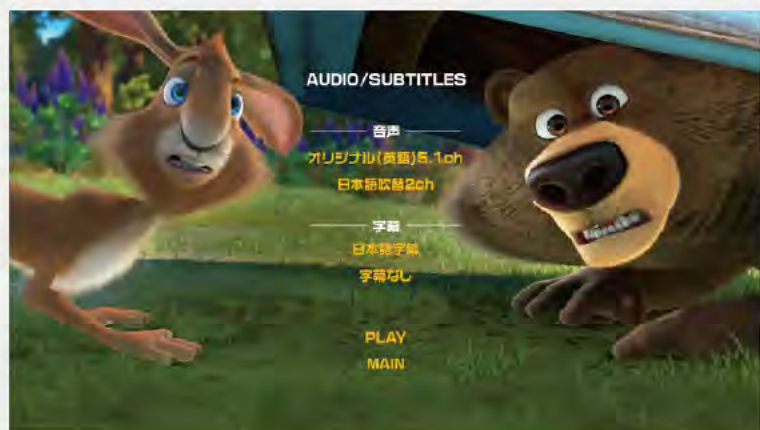 AUDIO/SUBTITLES
音声
オリジナル(英語)5.1ch
日本語吹替2ch
字幕
日本語字幕
字幕なし
PLAY
MAIN